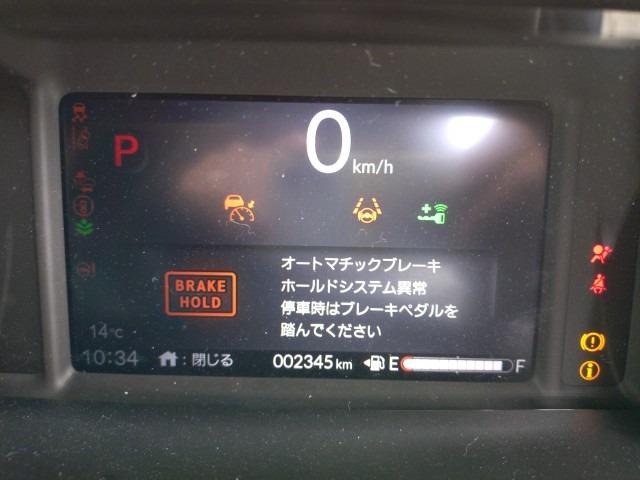 P
0
km/h
BRAKE
HOLD
オートマチックブレーキ
ホールドシステム異常
停車時はブレーキペダルを
踏んでください
14℃
10:34
:閉じる
002345 km
E
F